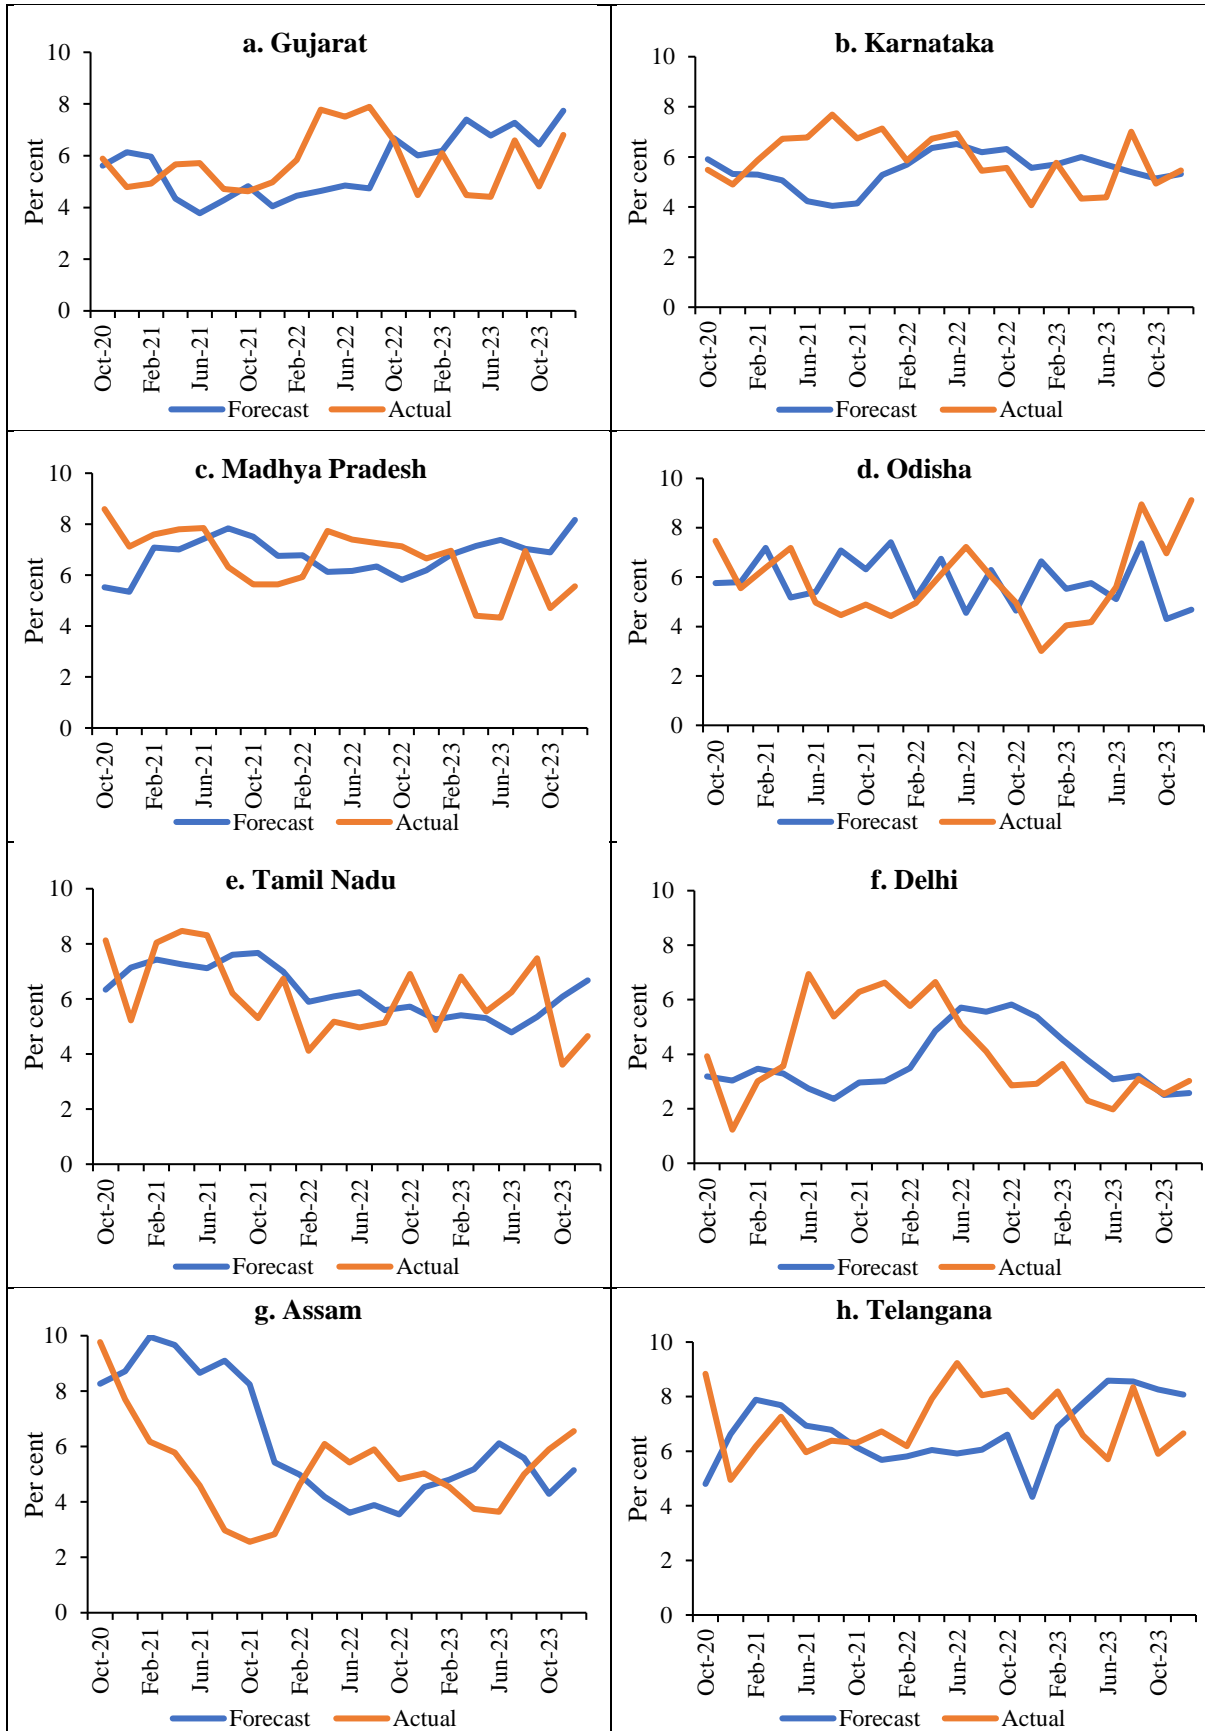 a. Gujarat
Per cent
10
8
6
4
2
0
Oct-20 Feb-21 Jun-21 Oct-21 Feb-22 Jun-22 Oct-22 Feb-23 Jun-23 Oct-23
Forecast Actual
b. Karnataka
Per cent
10
8
6
4
2
0
Oct-20 Feb-21 Jun-21 Oct-21 Feb-22 Jun-22 Oct-22 Feb-23 Jun-23 Oct-23
Forecast Actual
c. Madhya Pradesh
Per cent
10
8
6
4
2
0
Oct-20 Feb-21 Jun-21 Oct-21 Feb-22 Jun-22 Oct-22 Feb-23 Jun-23 Oct-23
Forecast Actual
d. Odisha
Per cent
10
8
6
4
2
0
Oct-20 Feb-21 Jun-21 Oct-21 Feb-22 Jun-22 Oct-22 Feb-23 Jun-23 Oct-23
Forecast Actual
e. Tamil Nadu
Per cent
10
8
6
4
2
0
Oct-20 Feb-21 Jun-21 Oct-21 Feb-22 Jun-22 Oct-22 Feb-23 Jun-23 Oct-23
Forecast Actual
f. Delhi
Per cent
10
8
6
4
2
0
Oct-20 Feb-21 Jun-21 Oct-21 Feb-22 Jun-22 Oct-22 Feb-23 Jun-23 Oct-23
Forecast Actual
g. Assam
Per cent
10
8
6
4
2
0
Oct-20 Feb-21 Jun-21 Oct-21 Feb-22 Jun-22 Oct-22 Feb-23 Jun-23 Oct-23
Forecast Actual
h. Telangana
Per cent
10
8
6
4
2
0
Oct-20 Feb-21 Jun-21 Oct-21 Feb-22 Jun-22 Oct-22 Feb-23 Jun-23 Oct-23
Forecast Actual